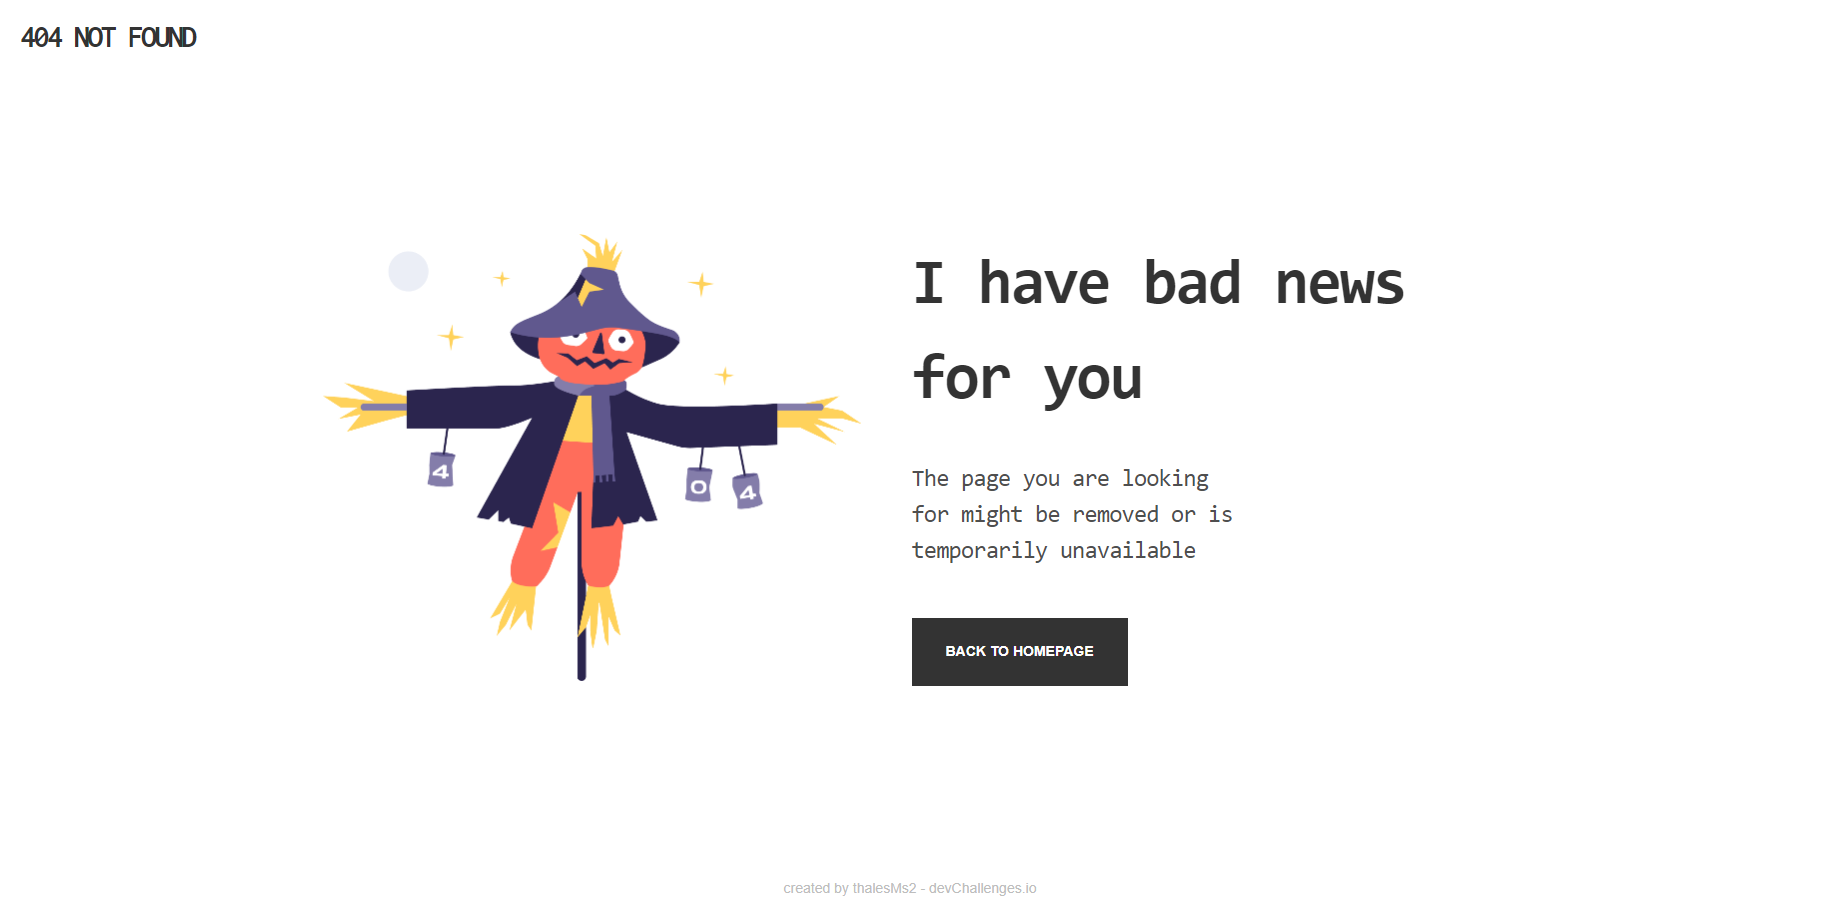 404 NOT FOUND
I have bad news
for you
4
0
4
The page you are looking
for might be removed or is
temporarily unavailable
BACK TO HOMEPAGE
created by thalesMs2 - devChallenges.io